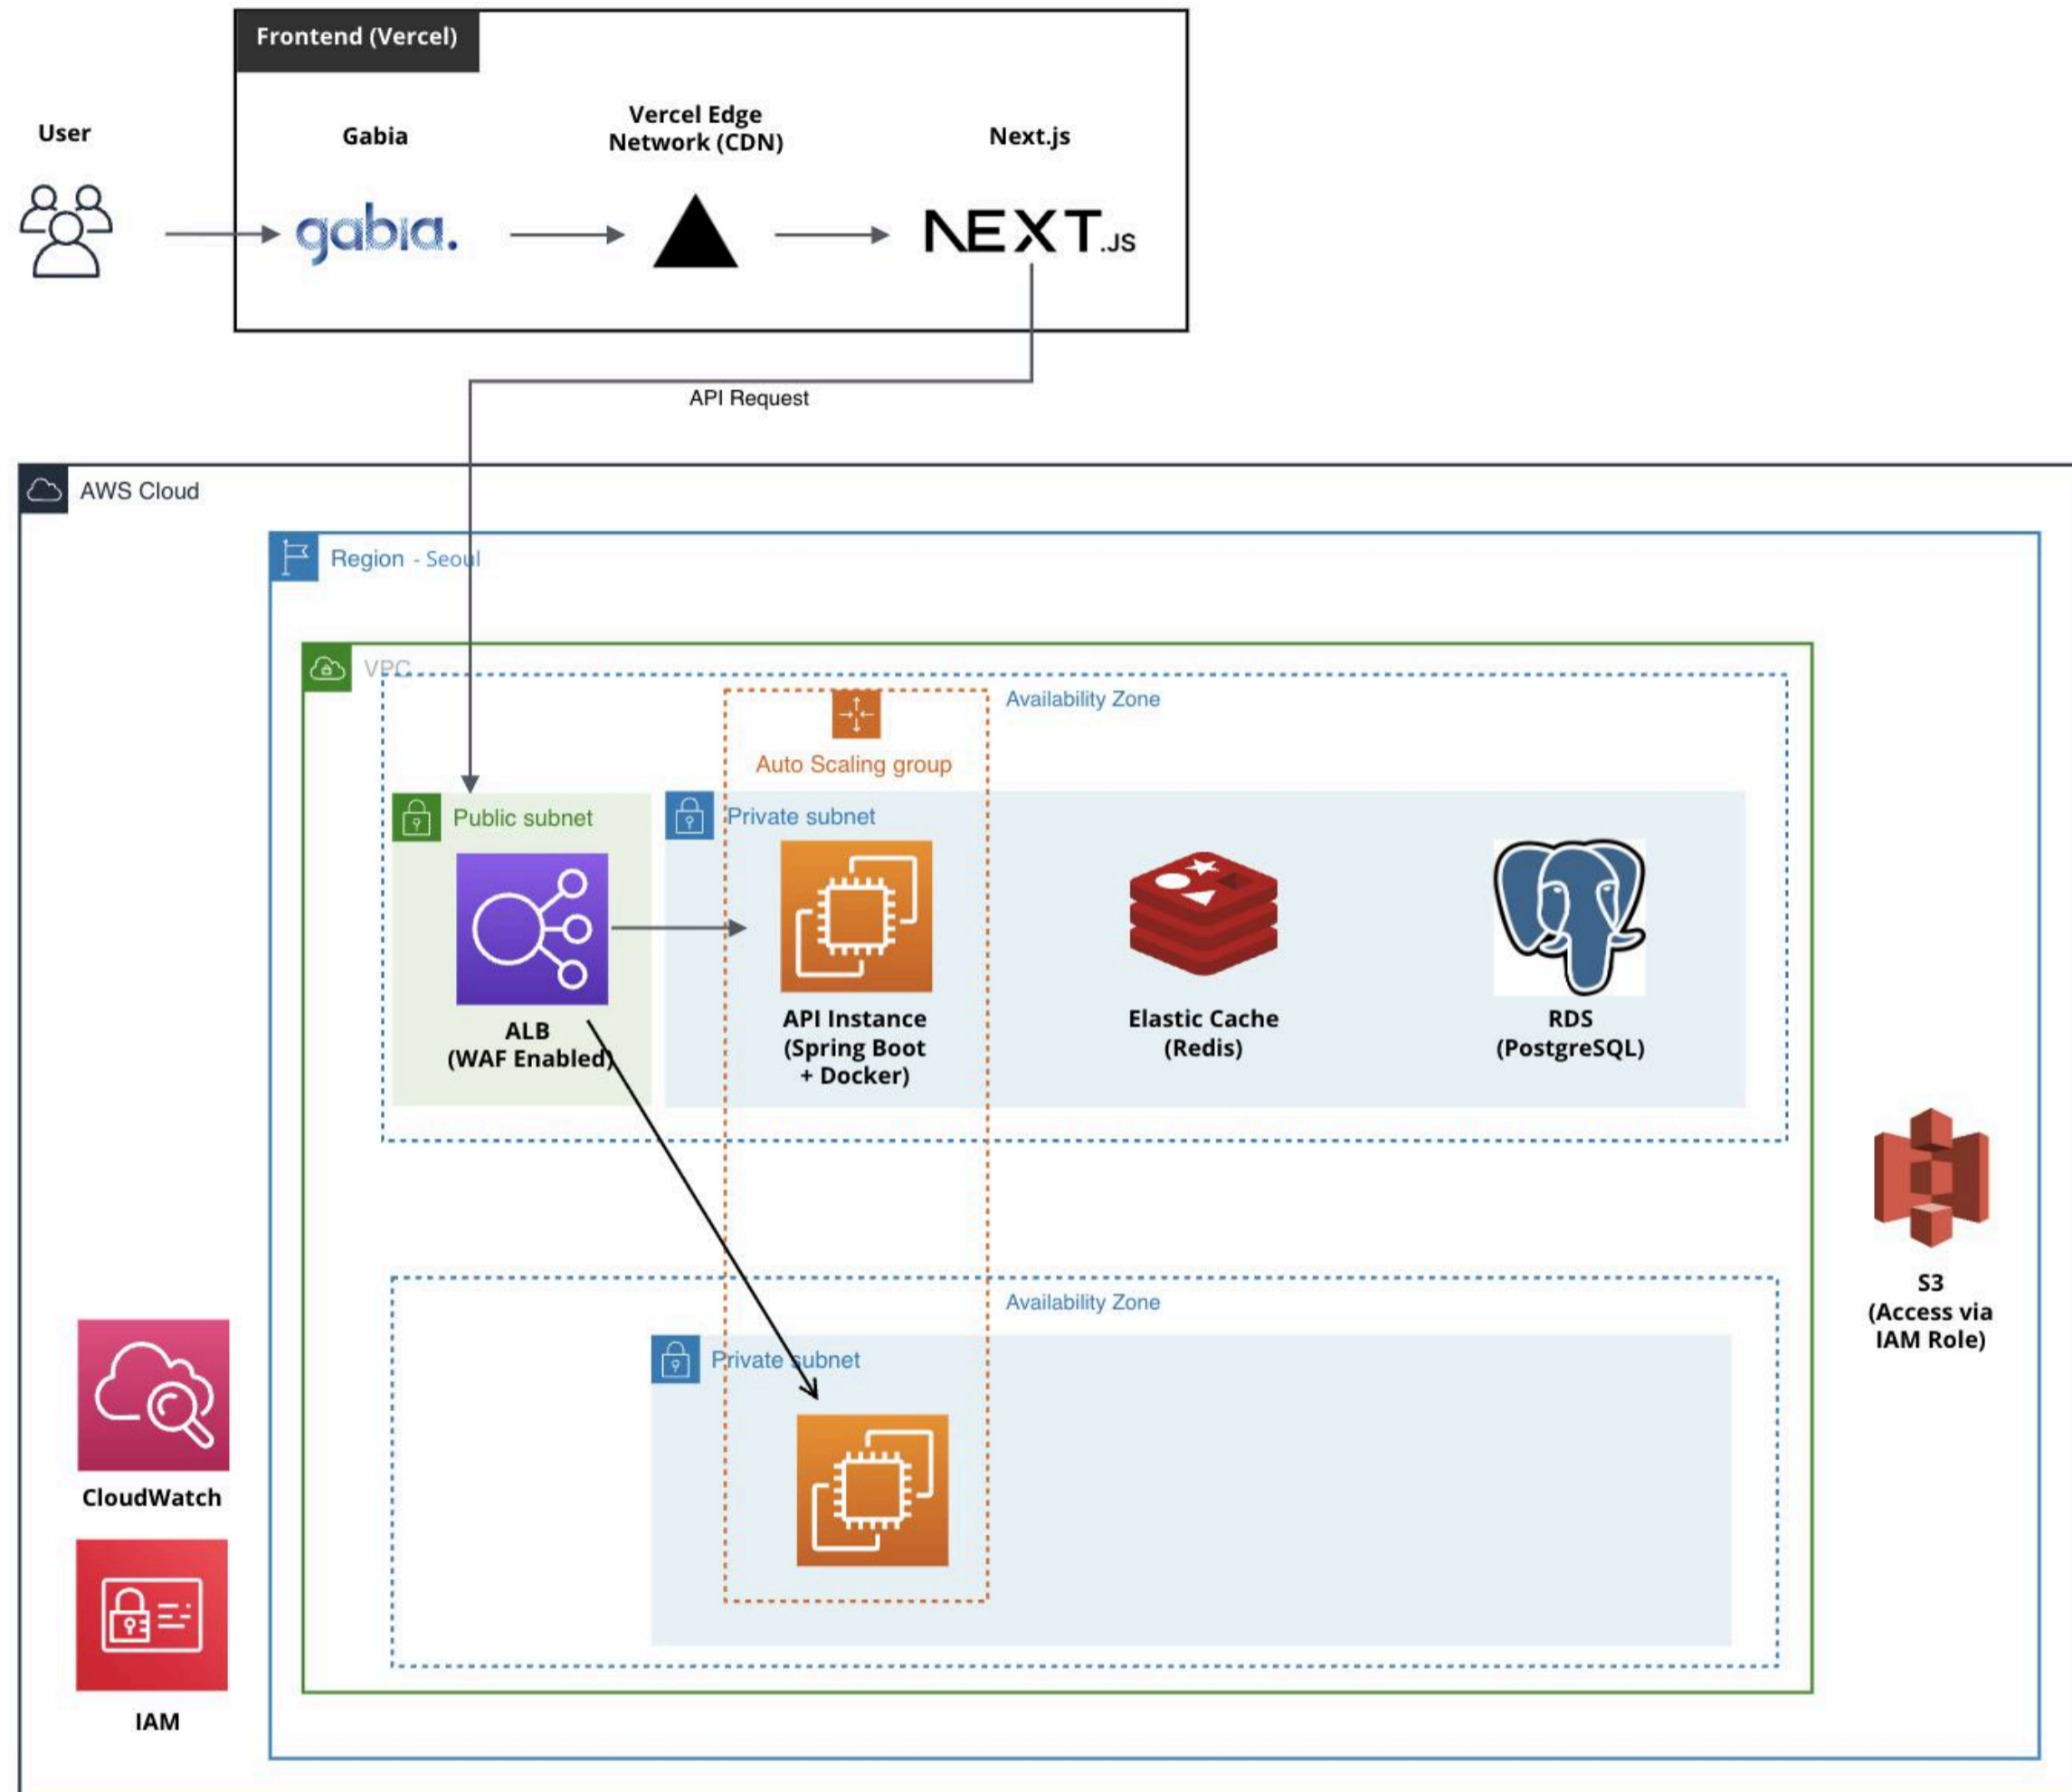 Frontend (Vercel)
User
Gabia
Vercel Edge
Network (CDN)
Next.js
gabia.
NEXT.JS
API Request
AWS Cloud
Region - Seoul
VPC
Availability Zone
Auto Scaling group
Public subnet
Private subnet
ALB
(WAF Enabled)
API Instance
(Spring Boot
+ Docker)
Elastic Cache
(Redis)
RDS
(PostgreSQL)
S3
(Access via
IAM Role)
Availability Zone
Private subnet
CloudWatch
IAM